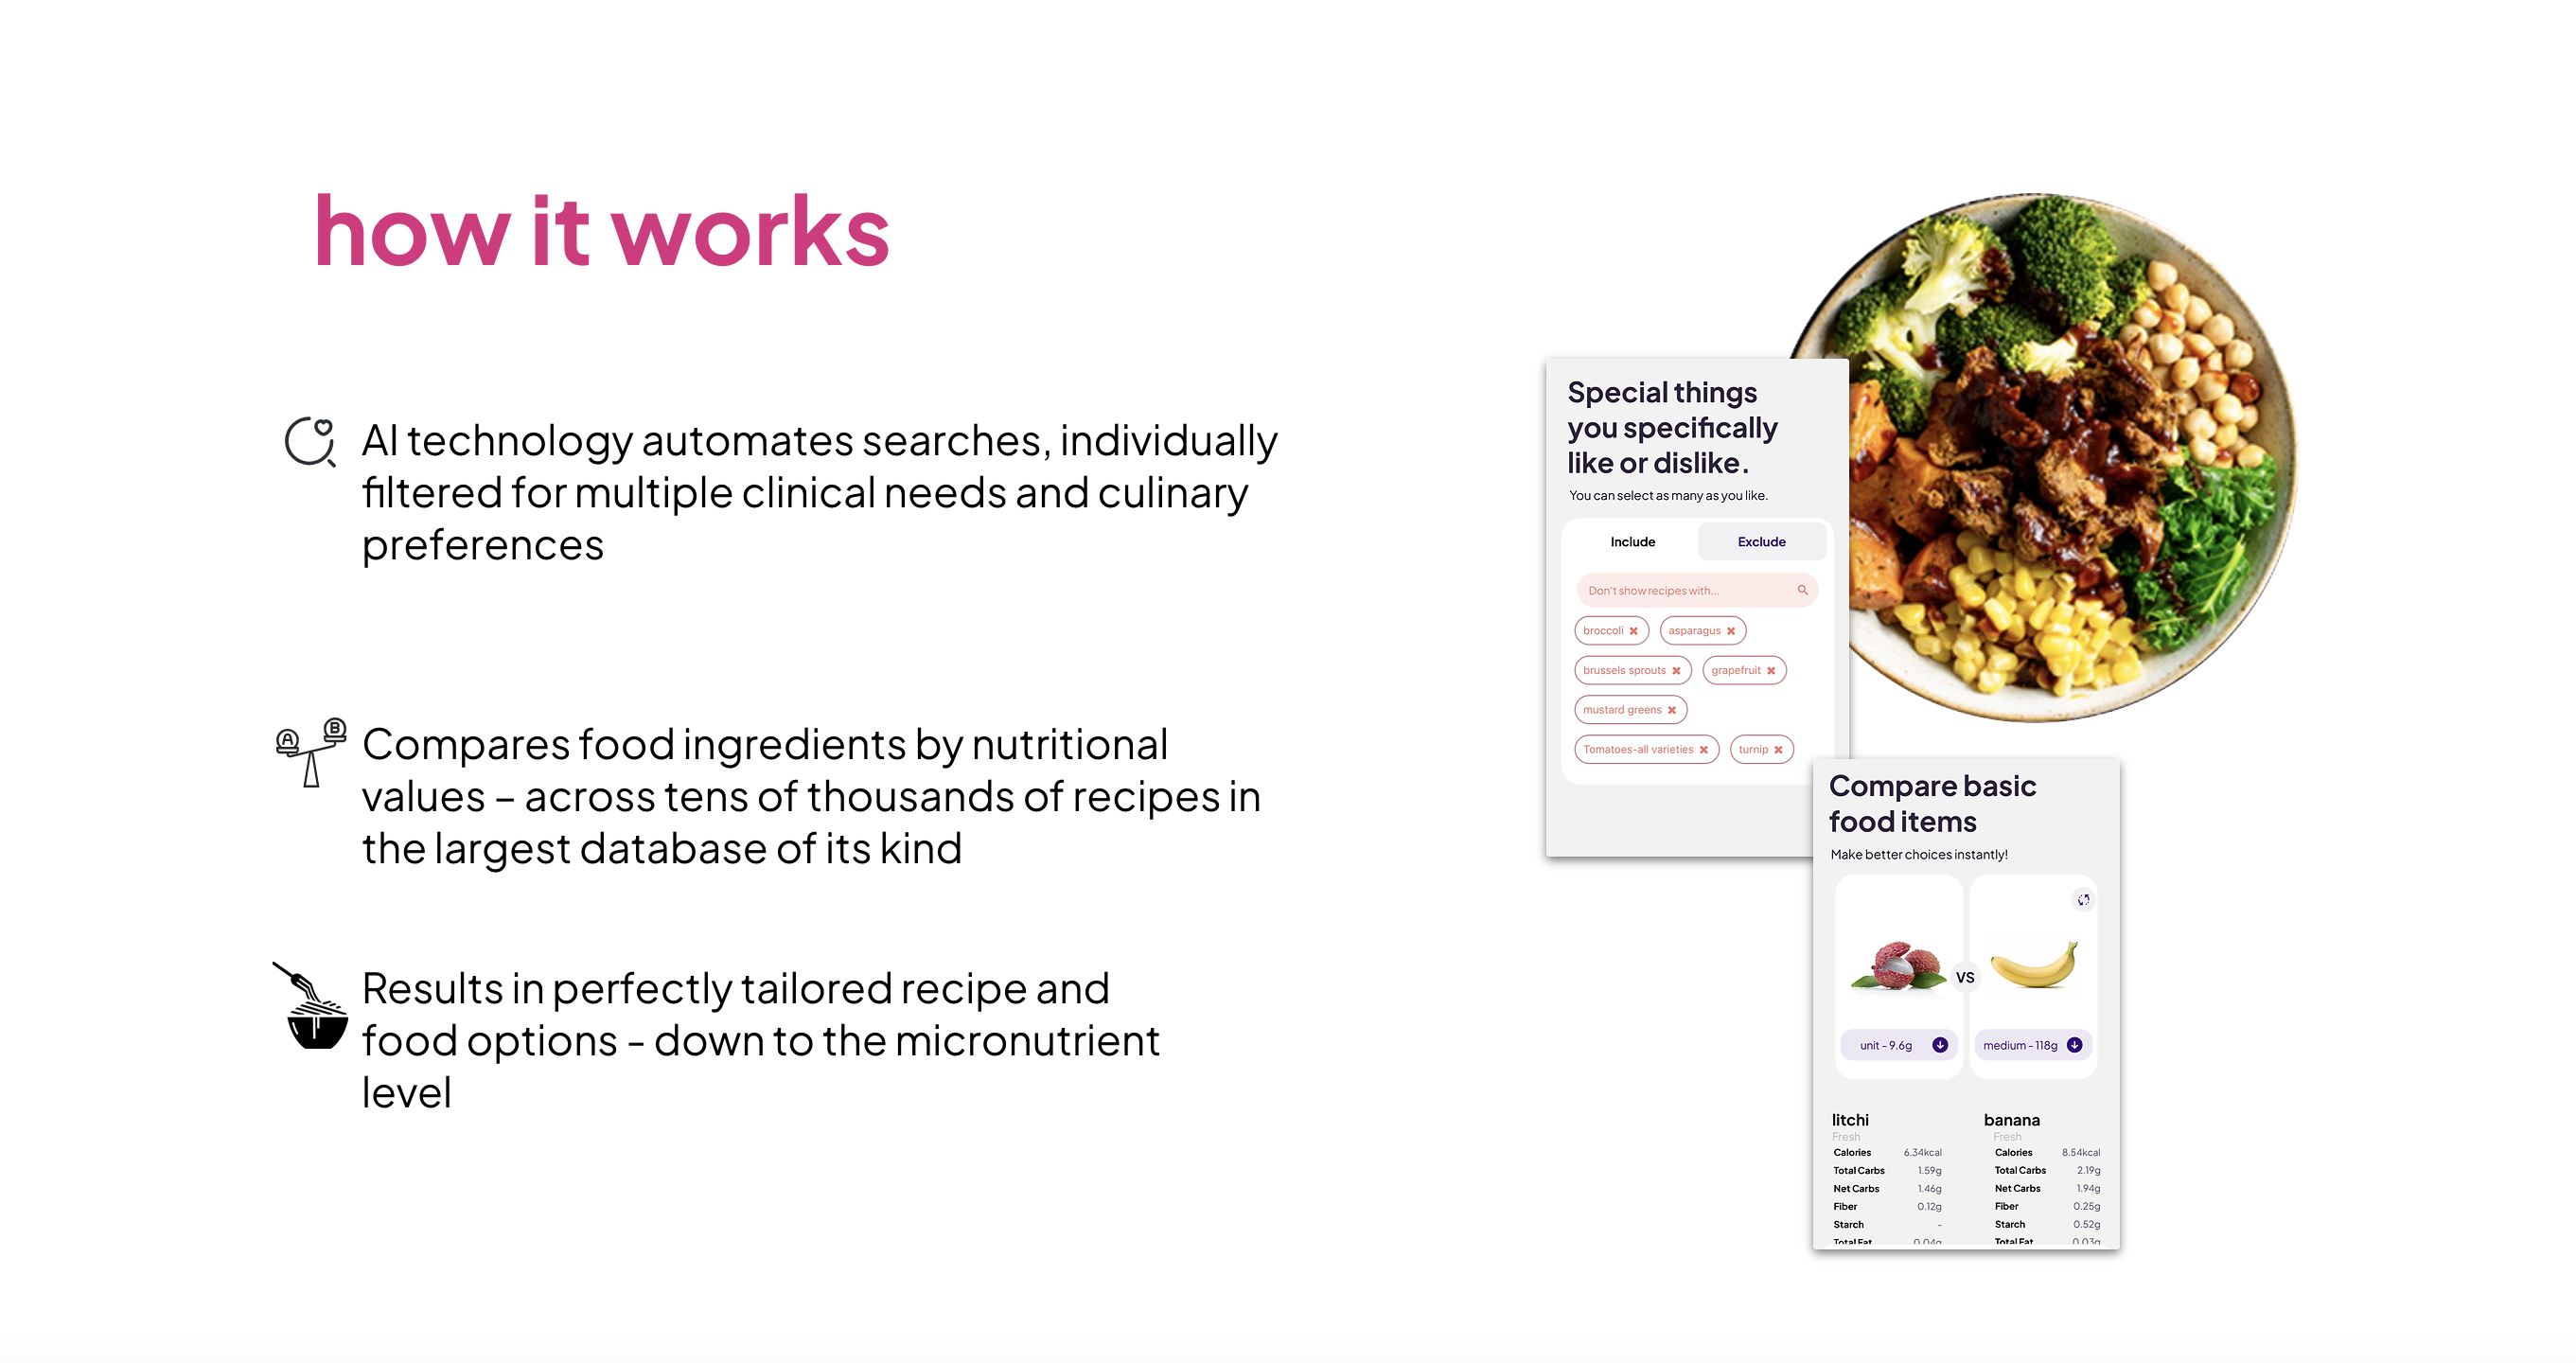 how it works
AI technology automates searches, individually
filtered for multiple clinical needs and culinary
preferences
A
B
Compares food ingredients by nutritional
values – across tens of thousands of recipes in
the largest database of its kind
Results in perfectly tailored recipe and
food options - down to the micronutrient
level
Special things
you specifically
like or dislike.
You can select as many as you like.
Include Exclude
Don't show recipes with...
broccoli asparagus
brussels sprouts grapefruit
mustard greens
Tomatoes-all varieties turnip
Compare basic
food items
Make better choices instantly!
VS
unit - 9.6g medium - 118g
litchi banana
Fresh Fresh
Calories 6.34kcal Calories 8.54kcal
Total Carbs 1.59g Total Carbs 2.19g
Net Carbs 1.46g Net Carbs 1.94g
Fiber 0.12g Fiber 0.25g
Starch - Starch 0.52g
Total Fat 0.04g Total Fat 0.03g